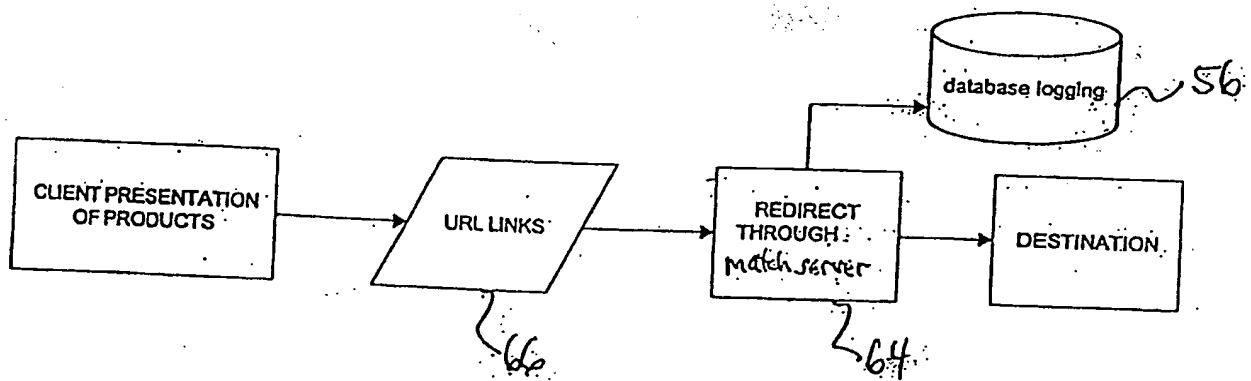 database logging
56
CLIENT PRESENTATION
OF PRODUCTS
URL LINKS
REDIRECT
THROUGH
match server
DESTINATION
66
64